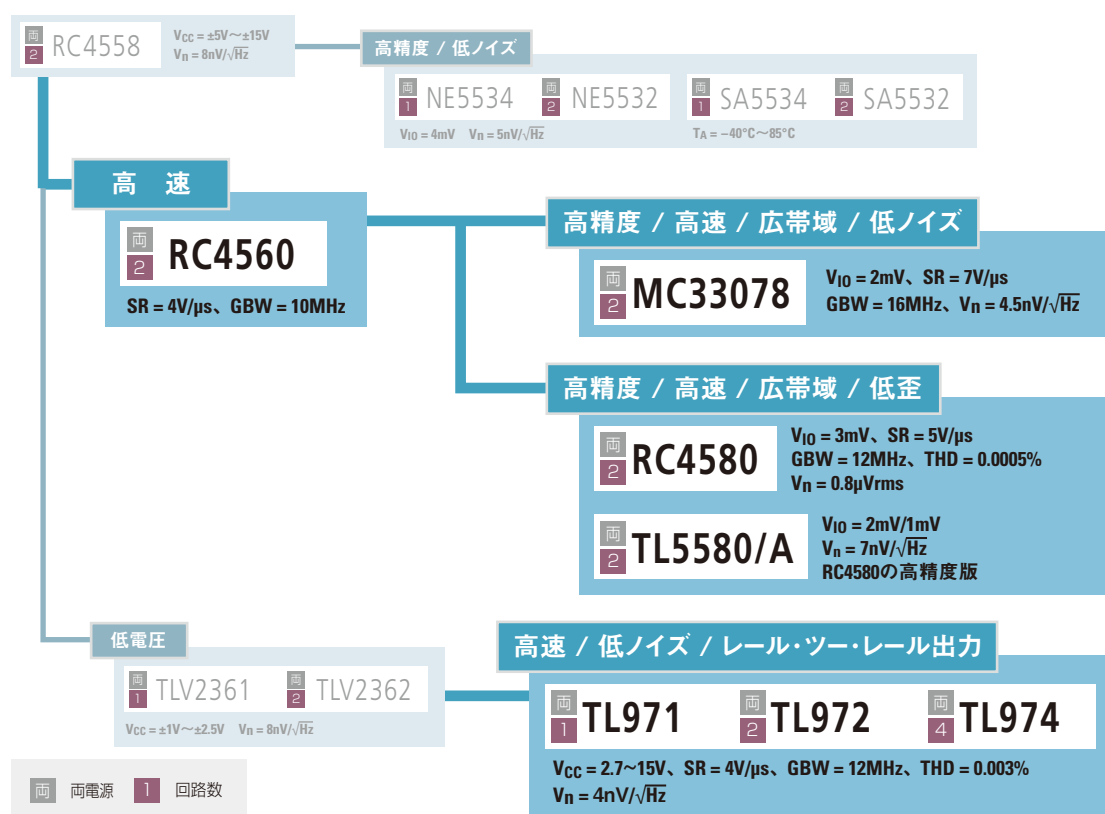 両 2 RC4558 VCC = ±5V～±15V
Vn = 8nV/√Hz
高精度 / 低ノイズ
両 1 NE5534 両 2 NE5532 両 1 SA5534 両 2 SA5532
VIO = 4mV Vn = 5nV/√Hz TA = −40°C～85°C
高 速
両 2 RC4560
SR = 4V/µs、GBW = 10MHz
高精度 / 高速 / 広帯域 / 低ノイズ
両 2 MC33078
VIO = 2mV、SR = 7V/µs
GBW = 16MHz、Vn = 4.5nV/√Hz
高精度 / 高速 / 広帯域 / 低歪
両 2 RC4580
VIO = 3mV、SR = 5V/µs
GBW = 12MHz、THD = 0.0005%
Vn = 0.8µVrms
両 2 TL5580/A
VIO = 2mV/1mV
Vn = 7nV/√Hz
RC4580の高精度版
低電圧
両 1 TLV2361 両 2 TLV2362
VCC = ±1V～±2.5V Vn = 8nV/√Hz
高速 / 低ノイズ / レール・ツー・レール出力
両 1 TL971 両 2 TL972 両 4 TL974
VCC = 2.7~15V、SR = 4V/µs、GBW = 12MHz、THD = 0.003%
Vn = 4nV/√Hz
両 両電源 1 回路数